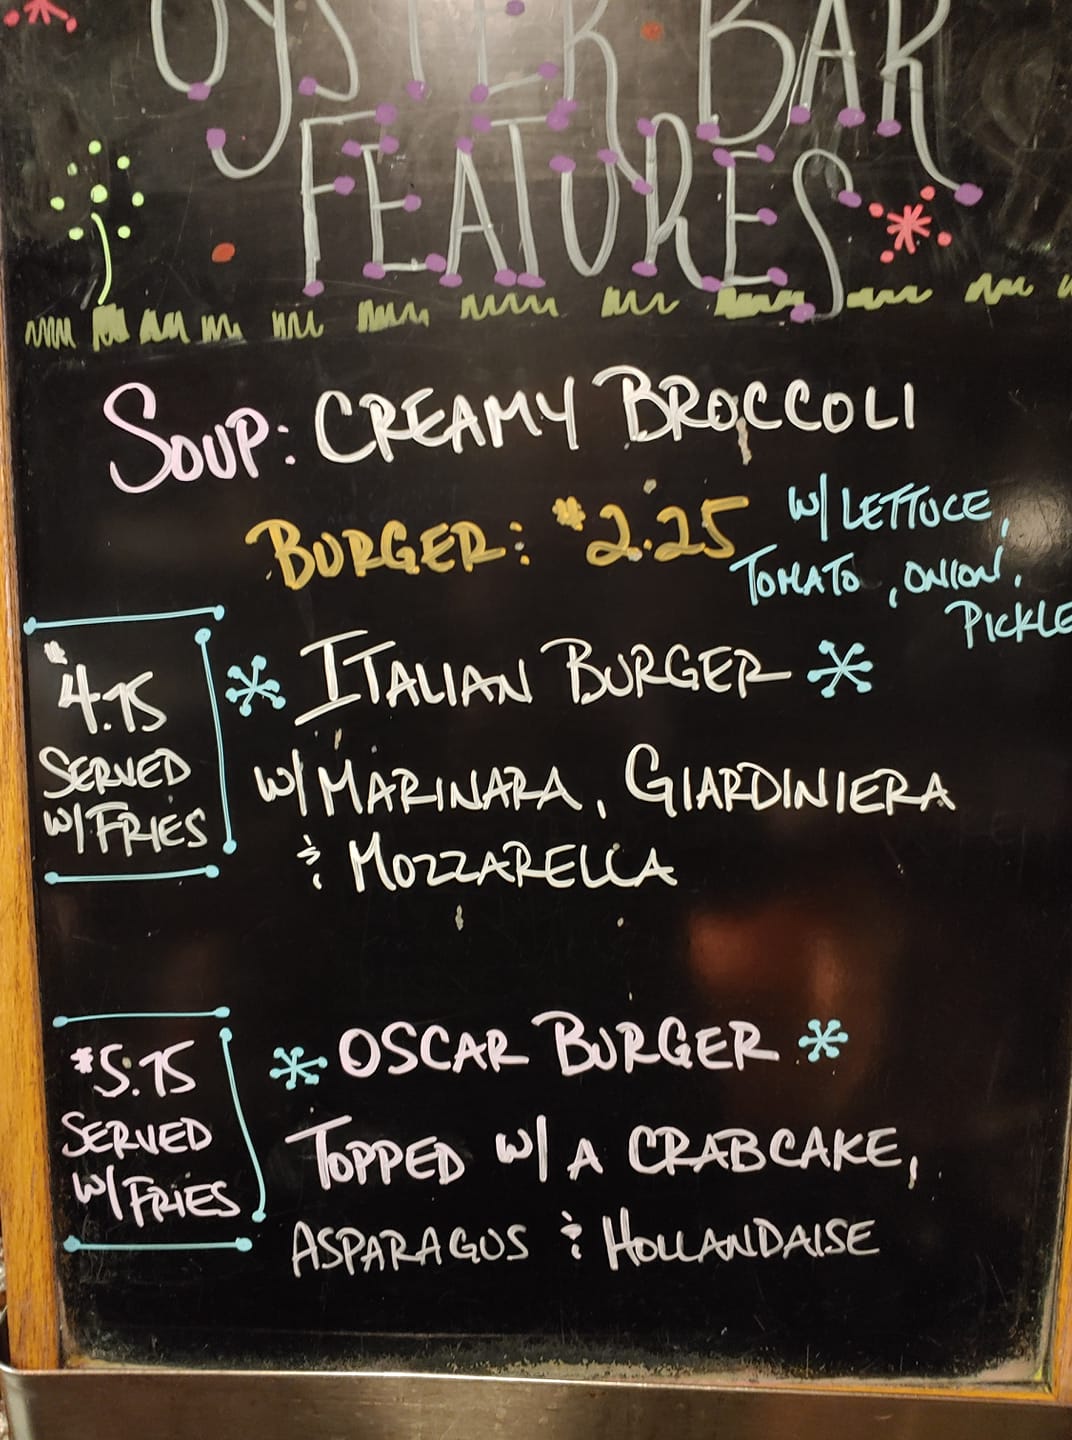 OYSTER BAR
FEATURES
SOUP: CREAMY BROCCOLI
BURGER: $2.25
W/ LETTUCE,
TOMATO, ONION,
PICKLE
$4.75
SERVED
W/ FRIES
ITALIAN BURGER
W/ MARINARA, GIARDINIERA
& MOZZARELLA
$5.75
SERVED
W/ FRIES
OSCAR BURGER
TOPPED W/ A CRABCAKE,
ASPARAGUS & HOLLANDAISE